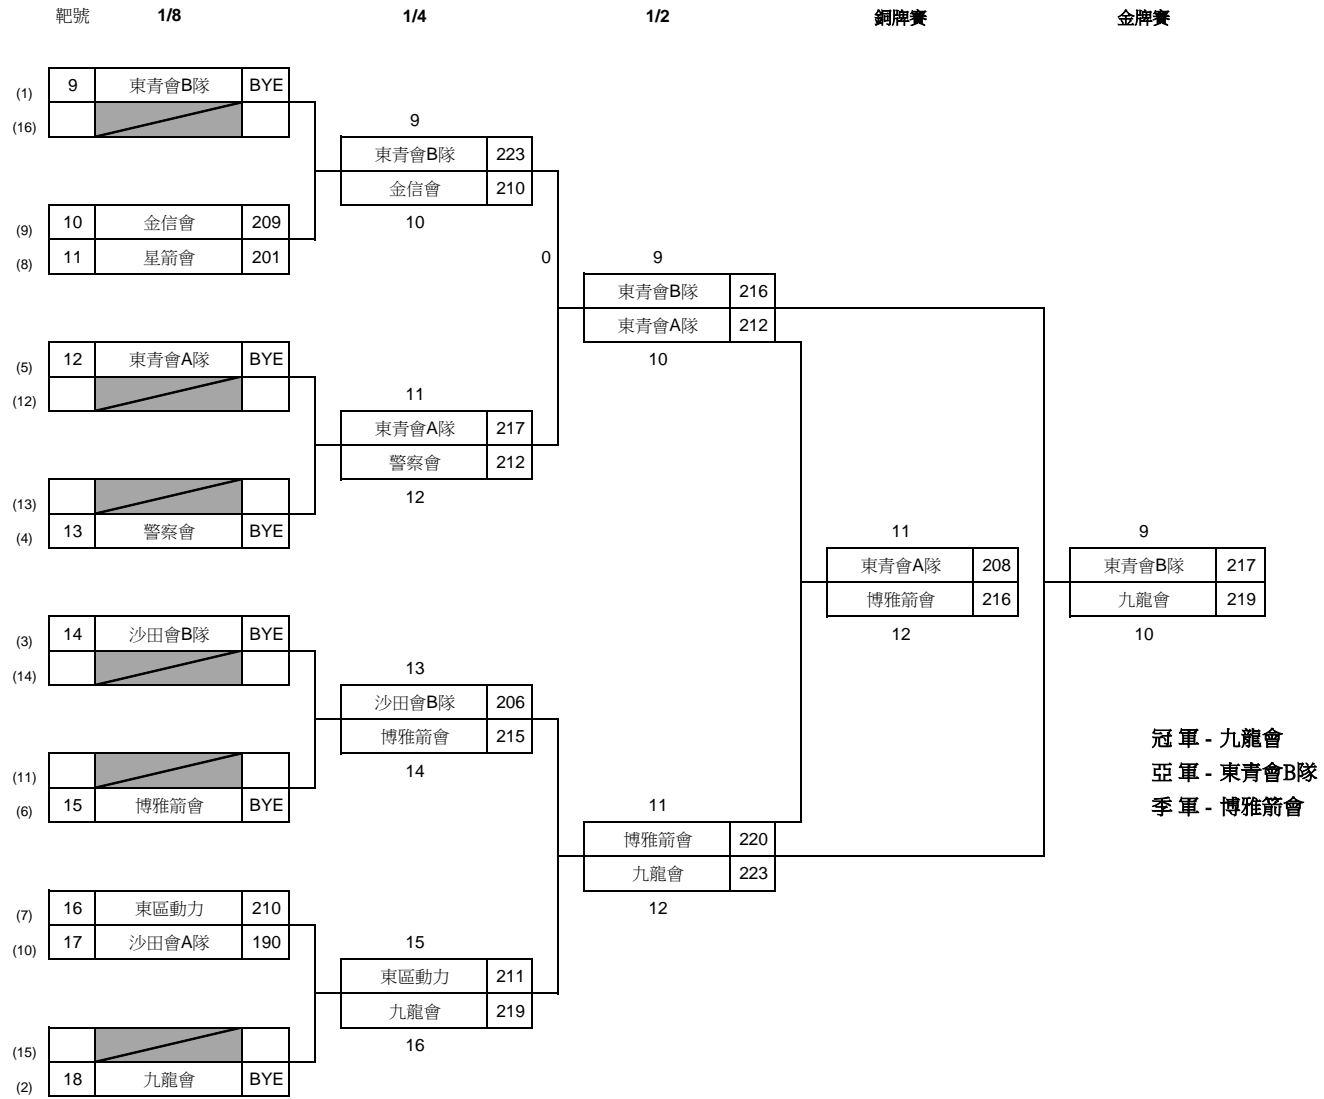 靶號 1/8 1/4 1/2 銅牌賽 金牌賽
(1) 9 東青會B隊 BYE
(16)
9
東青會B隊 223
金信會 210
10
(9) 10 金信會 209
(8) 11 星箭會 201
0
9
東青會B隊 216
東青會A隊 212
10
(5) 12 東青會A隊 BYE
(12)
11
東青會A隊 217
警察會 212
12
(13)
(4) 13 警察會 BYE
11
東青會A隊 208
博雅箭會 216
12
9
東青會B隊 217
九龍會 219
10
(3) 14 沙田會B隊 BYE
(14)
13
沙田會B隊 206
博雅箭會 215
14
(11)
(6) 15 博雅箭會 BYE
冠 軍 - 九龍會
亞 軍 - 東青會B隊
季 軍 - 博雅箭會
11
博雅箭會 220
九龍會 223
12
(7) 16 東區動力 210
(10) 17 沙田會A隊 190
15
東區動力 211
九龍會 219
16
(15)
(2) 18 九龍會 BYE